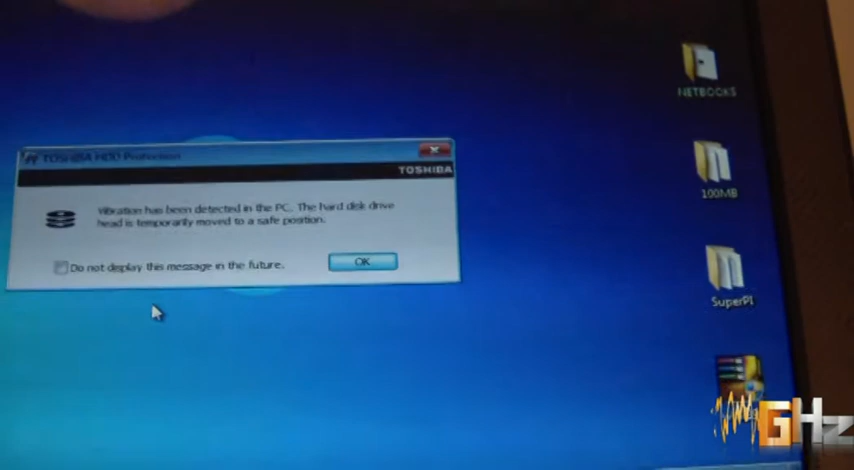 TOSHIBA HDD Protection
TOSHIBA
Vibration has been detected in the PC. The hard disk drive
head is temporarily moved to a safe position.
Do not display this message in the future.
OK
NETBOOKS
100MB
SuperPI
GHz